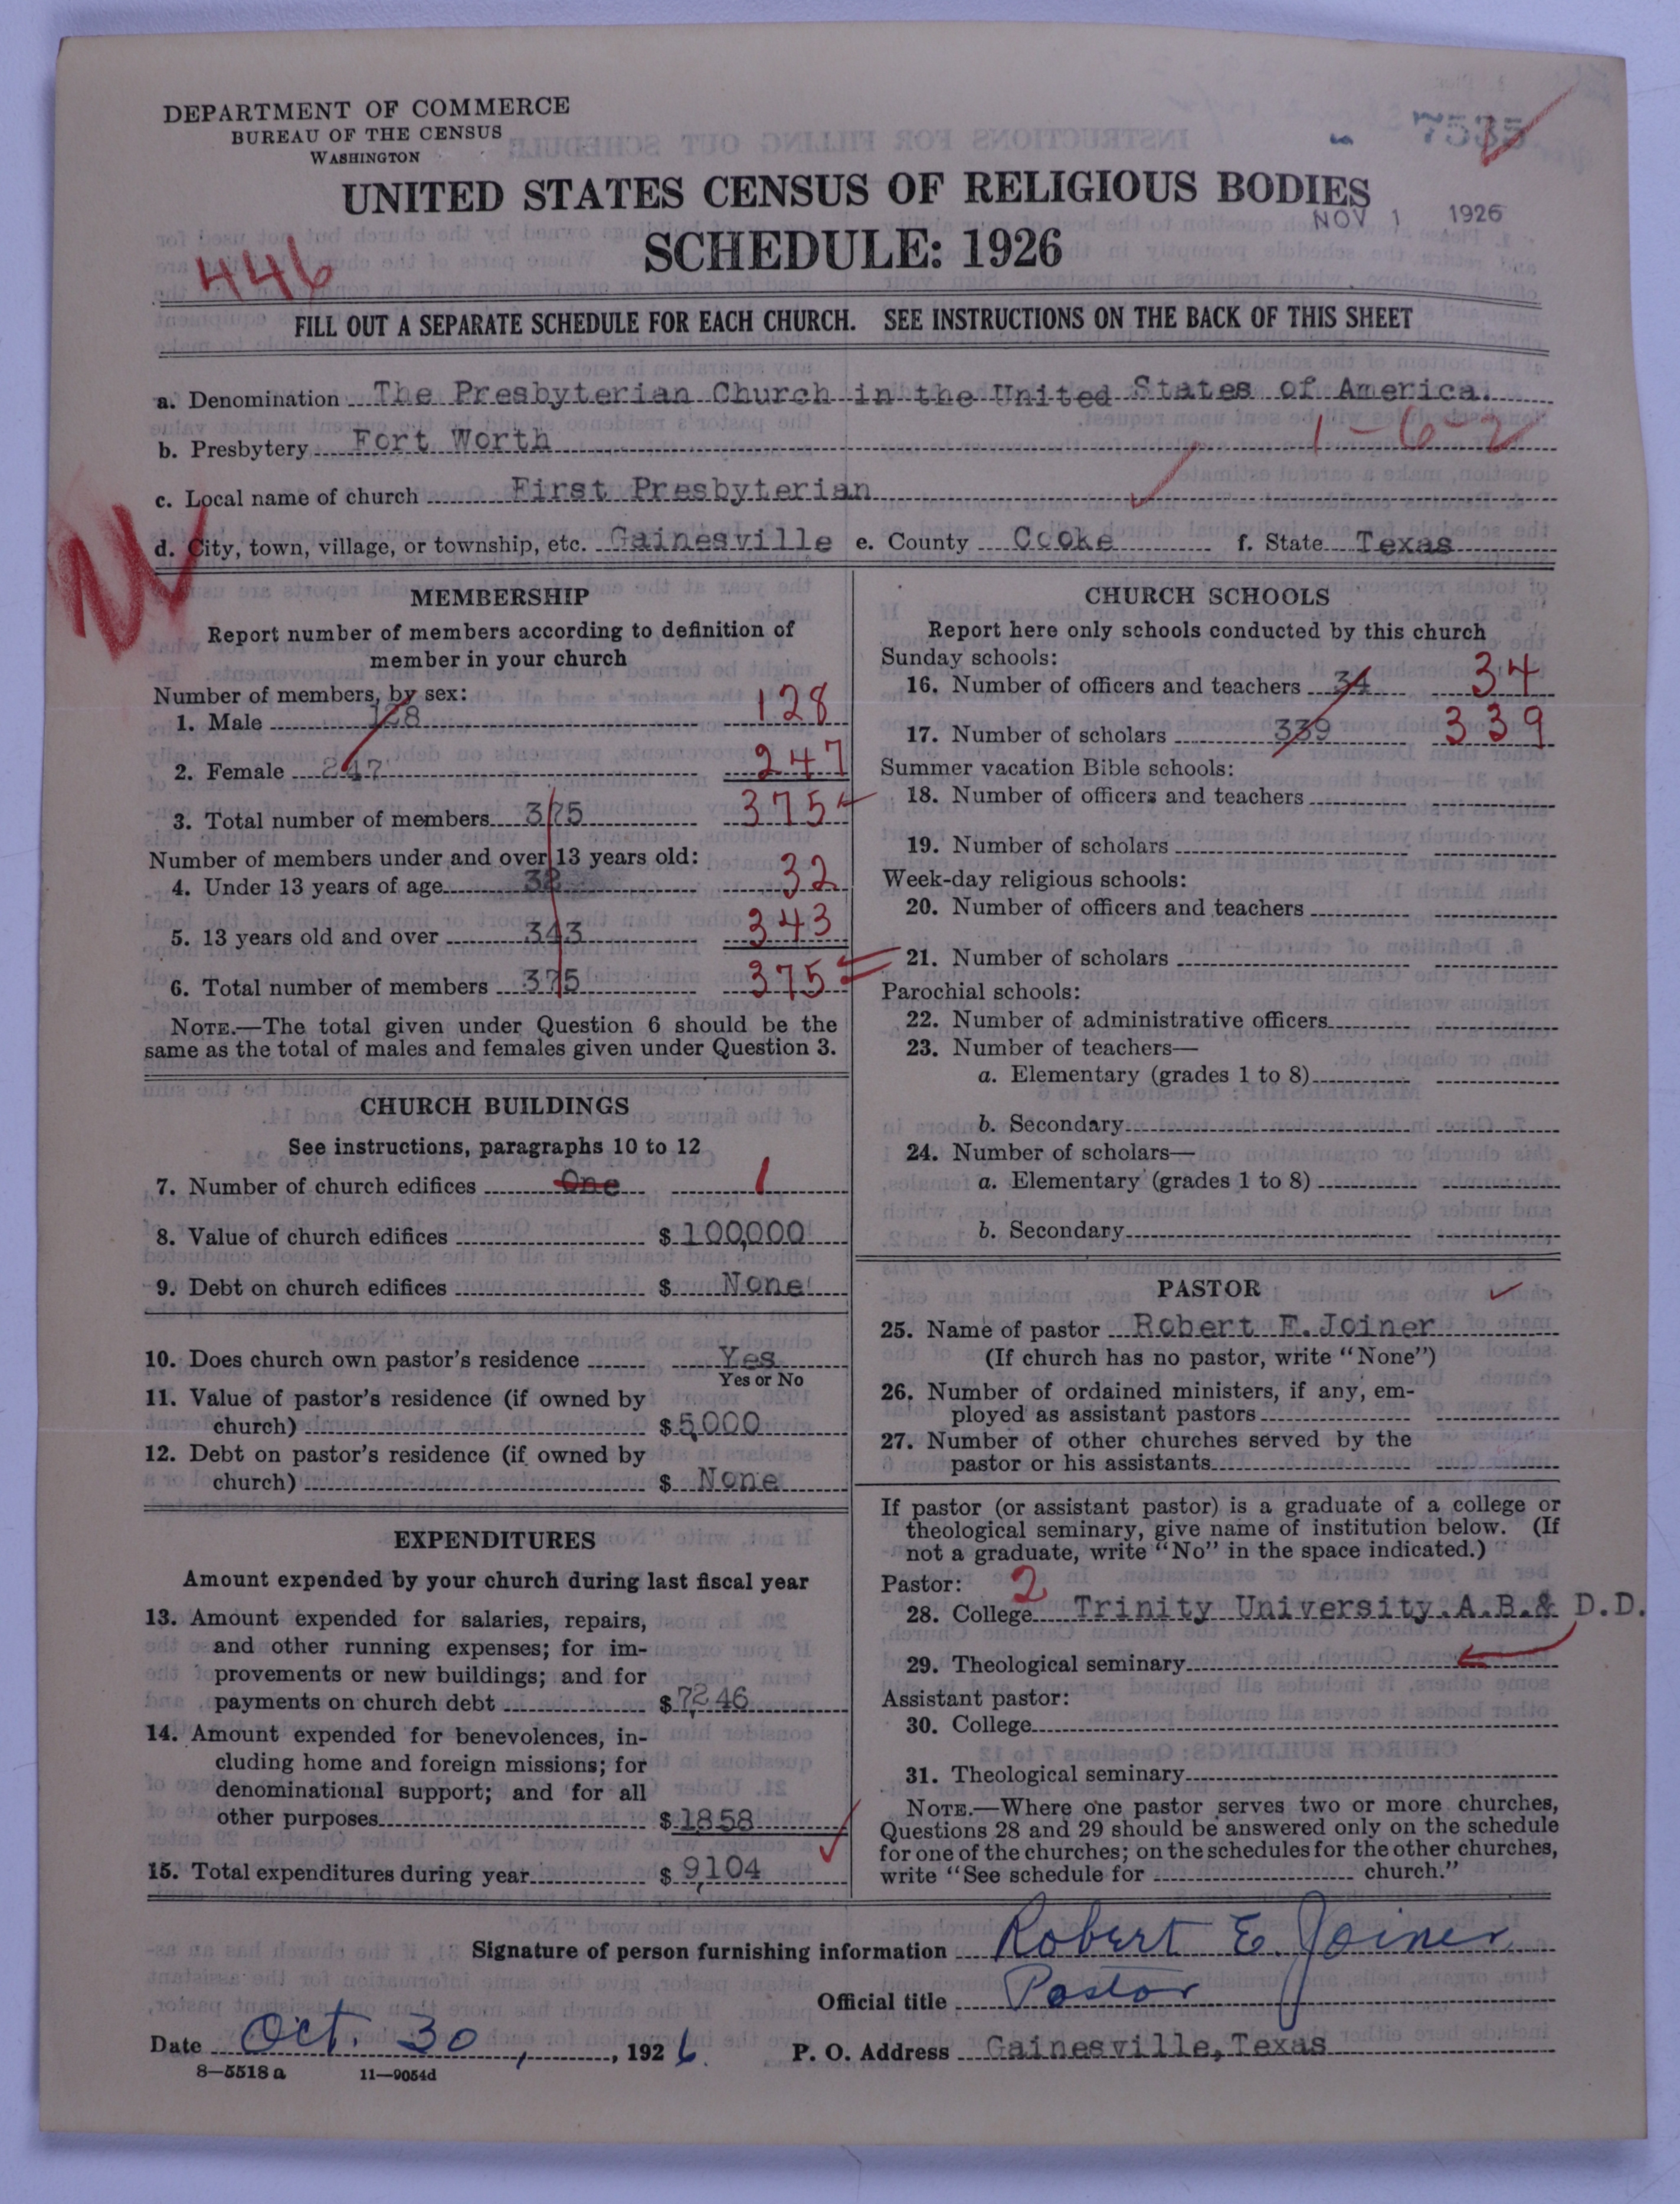 DEPARTMENT OF COMMERCE
BUREAU OF THE CENSUS
WASHINGTON
UNITED STATES CENSUS OF RELIGIOUS BODIES
NOV 1 1926
SCHEDULE: 1926
446
FILL OUT A SEPARATE SCHEDULE FOR EACH CHURCH. SEE INSTRUCTIONS ON THE BACK OF THIS SHEET
a. Denomination The Presbyterian Church in the United States of America.
1-6-2
b. Presbytery Fort Worth
c. Local name of church First Presbyterian
d. City, town, village, or township, etc. Gainesville e. County Cooke f. State Texas
MEMBERSHIP
Report number of members according to definition of
member in your church
Number of members, by sex:
1. Male 128 128
2. Female 247 247
3. Total number of members 375 375
Number of members under and over 13 years old:
4. Under 13 years of age 32 32
5. 13 years old and over 343 343
6. Total number of members 375 375
NOTE.—The total given under Question 6 should be the
same as the total of males and females given under Question 3.
CHURCH BUILDINGS
See instructions, paragraphs 10 to 12
7. Number of church edifices One 1
8. Value of church edifices $ 100,000
9. Debt on church edifices $ None
10. Does church own pastor's residence Yes
Yes or No
11. Value of pastor's residence (if owned by
church) $ 5,000
12. Debt on pastor's residence (if owned by
church) $ None
EXPENDITURES
Amount expended by your church during last fiscal year
13. Amount expended for salaries, repairs,
and other running expenses; for im-
provements or new buildings; and for
payments on church debt $ 7,246
14. Amount expended for benevolences, in-
cluding home and foreign missions; for
denominational support; and for all
other purposes $ 1858
15. Total expenditures during year $ 9,104
CHURCH SCHOOLS
Report here only schools conducted by this church
Sunday schools:
16. Number of officers and teachers 34 34
17. Number of scholars 339 339
Summer vacation Bible schools:
18. Number of officers and teachers
19. Number of scholars
Week-day religious schools:
20. Number of officers and teachers
21. Number of scholars
Parochial schools:
22. Number of administrative officers
23. Number of teachers—
a. Elementary (grades 1 to 8)
b. Secondary
24. Number of scholars—
a. Elementary (grades 1 to 8)
b. Secondary
PASTOR
25. Name of pastor Robert E. Joiner
(If church has no pastor, write "None")
26. Number of ordained ministers, if any, em-
ployed as assistant pastors
27. Number of other churches served by the
pastor or his assistants
If pastor (or assistant pastor) is a graduate of a college or
theological seminary, give name of institution below. (If
not a graduate, write "No" in the space indicated.)
Pastor: 2
28. College Trinity University.A.B.& D.D.
29. Theological seminary
Assistant pastor:
30. College
31. Theological seminary
NOTE.—Where one pastor serves two or more churches,
Questions 28 and 29 should be answered only on the schedule
for one of the churches; on the schedules for the other churches,
write "See schedule for church."
Signature of person furnishing information Robert E. Joiner
Official title Pastor
Date Oct. 30, 1926. P. O. Address Gainesville, Texas
8—5518 a 11—9054d